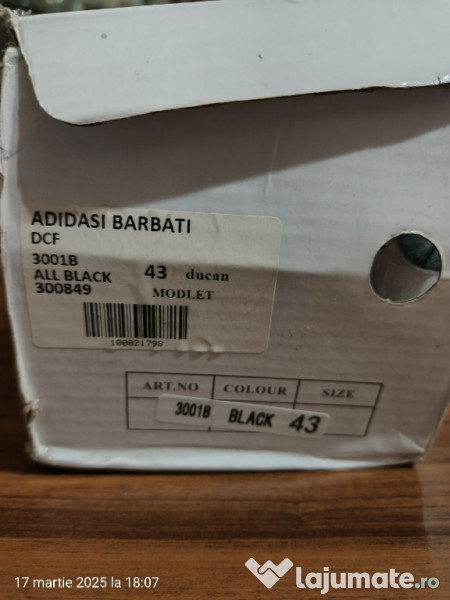 ADIDASI BARBATI
DCF
3001B
ALL BLACK 43 ducan
300849 MODLET
100021796
ART.NO COLOUR SIZE
3001B BLACK 43
17 martie 2025 la 18:07
lajumate.ro